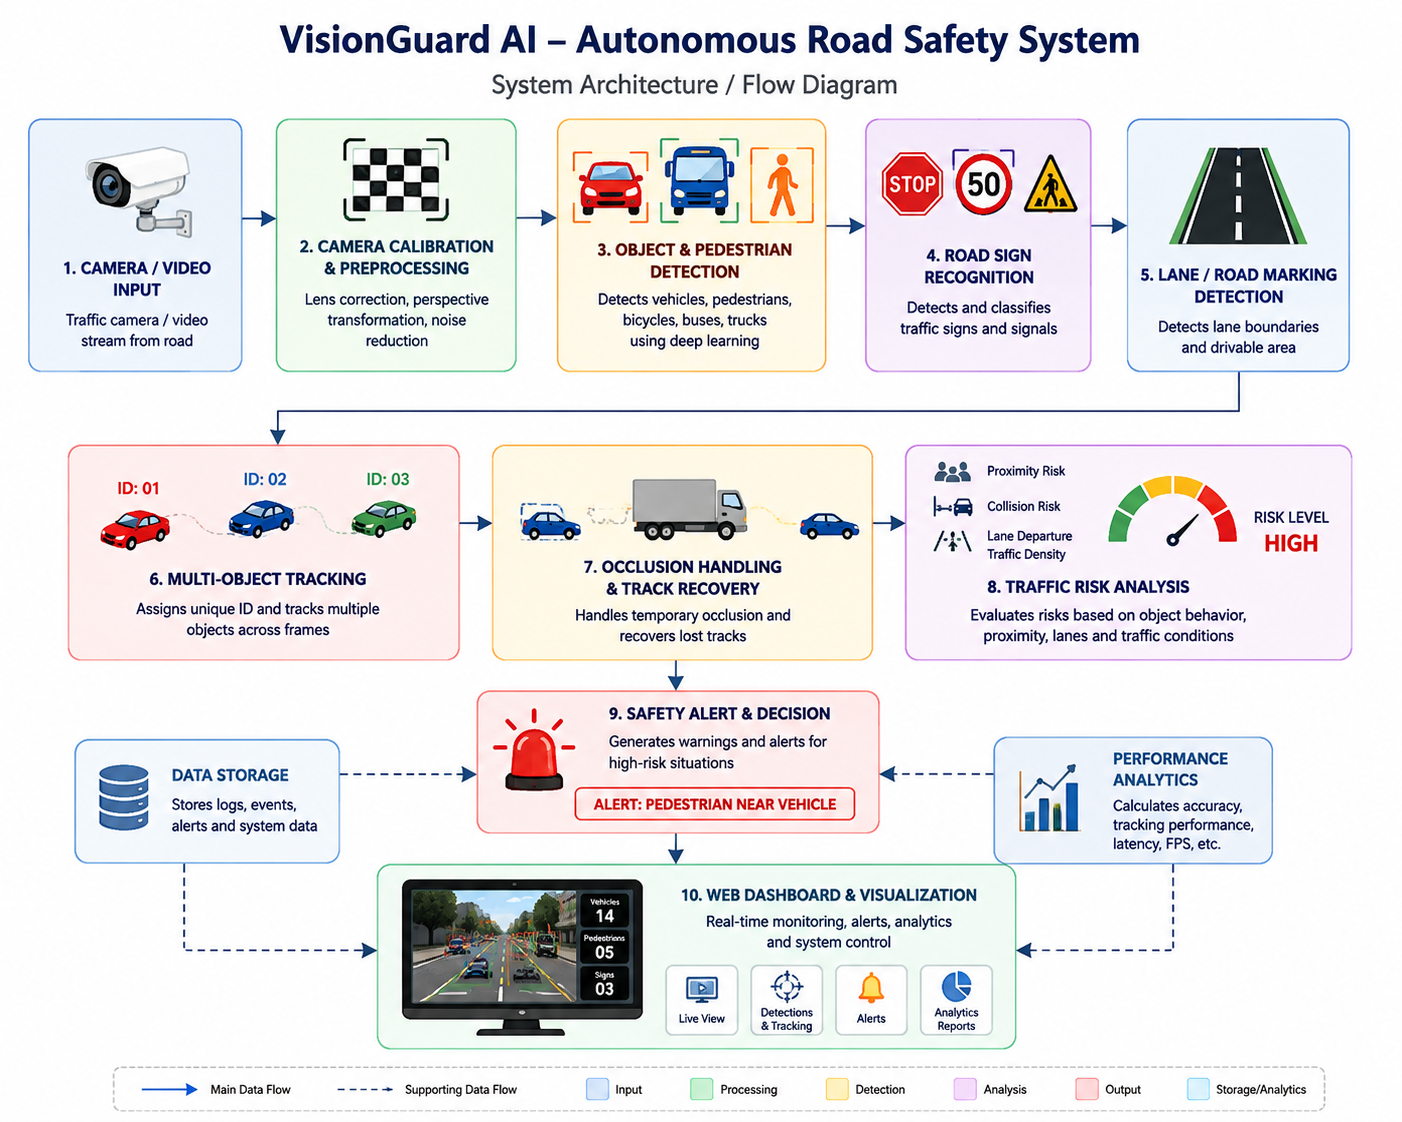 VisionGuard AI – Autonomous Road Safety System
System Architecture / Flow Diagram
1. CAMERA / VIDEO
INPUT
Traffic camera / video
stream from road
2. CAMERA CALIBRATION
& PREPROCESSING
Lens correction, perspective
transformation, noise
reduction
3. OBJECT & PEDESTRIAN
DETECTION
Detects vehicles, pedestrians,
bicycles, buses, trucks
using deep learning
STOP
50
4. ROAD SIGN
RECOGNITION
Detects and classifies
traffic signs and signals
5. LANE / ROAD MARKING
DETECTION
Detects lane boundaries
and drivable area
ID: 01
ID: 02
ID: 03
6. MULTI-OBJECT TRACKING
Assigns unique ID and tracks multiple
objects across frames
7. OCCLUSION HANDLING
& TRACK RECOVERY
Handles temporary occlusion and
recovers lost tracks
Proximity Risk
Collision Risk
Lane Departure
Traffic Density
RISK LEVEL
HIGH
8. TRAFFIC RISK ANALYSIS
Evaluates risks based on object behavior,
proximity, lanes and traffic conditions
9. SAFETY ALERT & DECISION
Generates warnings and alerts for
high-risk situations
ALERT: PEDESTRIAN NEAR VEHICLE
DATA STORAGE
Stores logs, events,
alerts and system data
PERFORMANCE
ANALYTICS
Calculates accuracy,
tracking performance,
latency, FPS, etc.
Vehicles
14
Pedestrians
05
Signs
03
10. WEB DASHBOARD & VISUALIZATION
Real-time monitoring, alerts, analytics
and system control
Live View
Detections
& Tracking
Alerts
Analytics
Reports
Main Data Flow
Supporting Data Flow
Input
Processing
Detection
Analysis
Output
Storage/Analytics